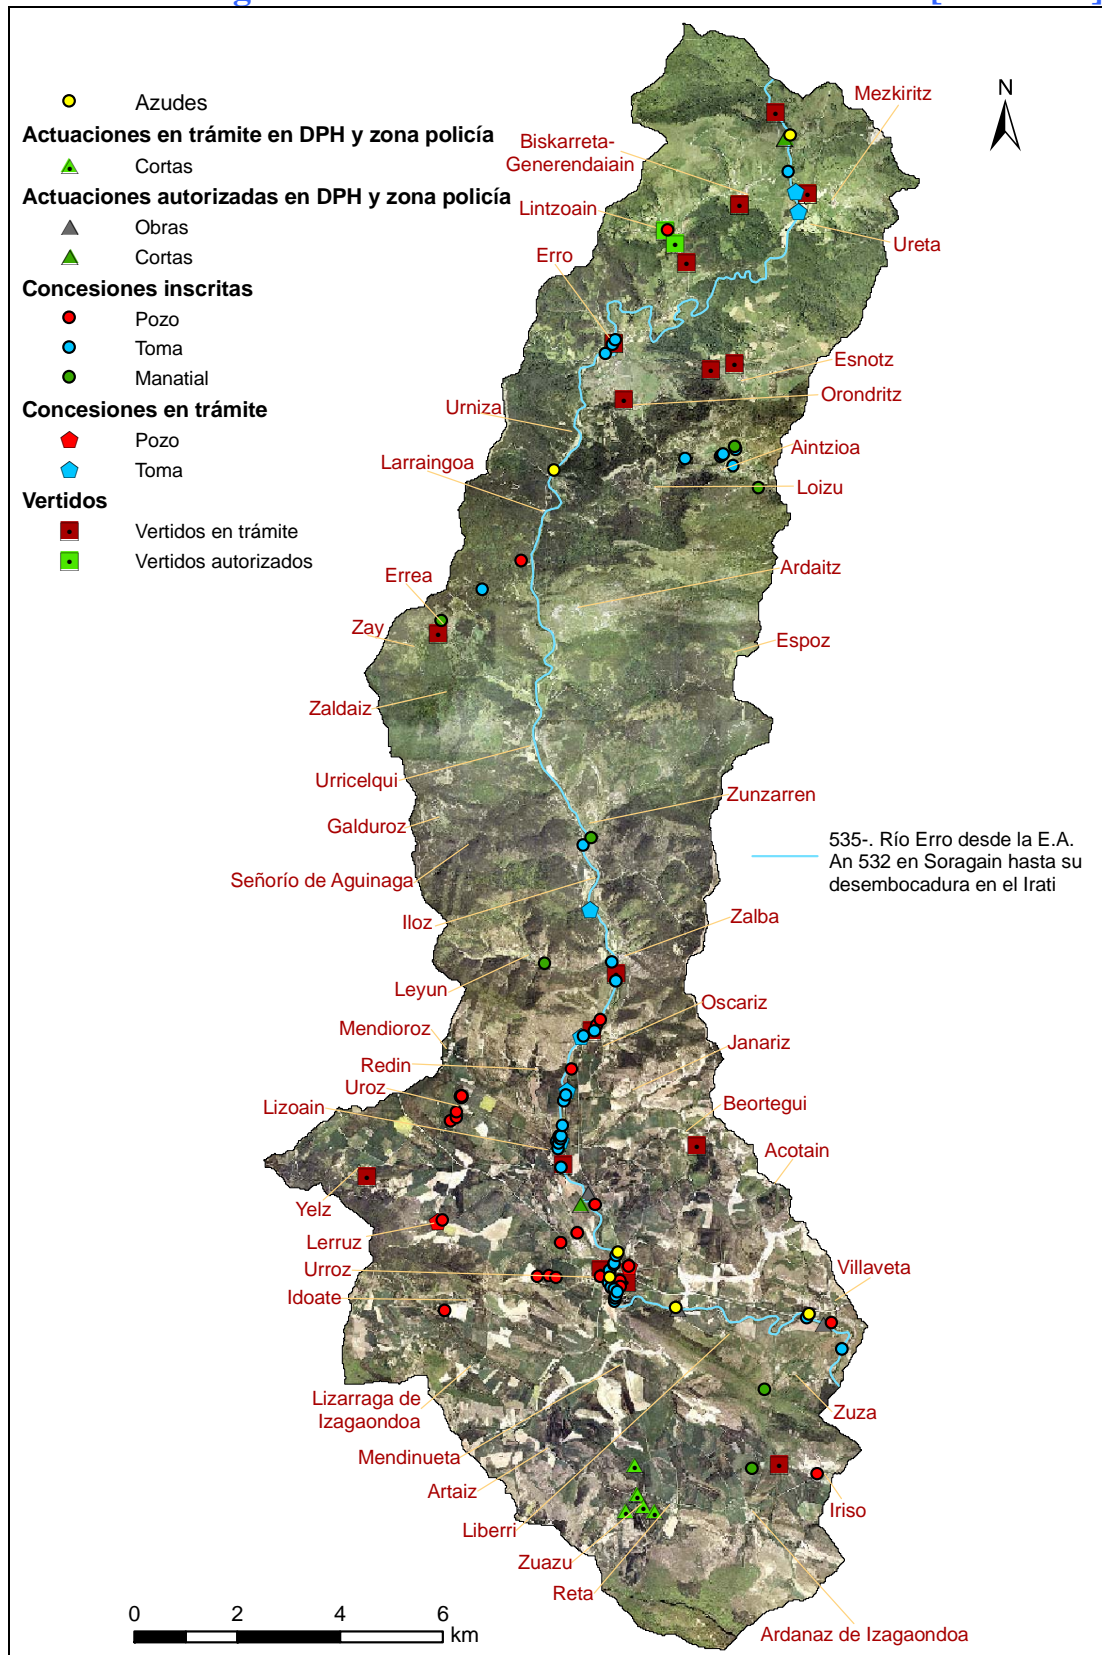 Azudes
Actuaciones en trámite en DPH y zona policía
Cortas
Actuaciones autorizadas en DPH y zona policía
Obras
Cortas
Concesiones inscritas
Pozo
Toma
Manatial
Concesiones en trámite
Pozo
Toma
Vertidos
Vertidos en trámite
Vertidos autorizados
N
Mezkiritz
Biskarreta-
Generendaiain
Lintzoain
Ureta
Erro
Esnotz
Orondritz
Urniza
Aintzioa
Larraingoa
Loizu
Ardaitz
Errea
Zay
Espoz
Zaldaiz
Urricelqui
Zunzarren
Galduroz
535-. Río Erro desde la E.A.
An 532 en Soragain hasta su
desembocadura en el Irati
Señorío de Aguinaga
Iloz
Zalba
Leyun
Oscariz
Mendioroz
Janariz
Redin
Uroz
Lizoain
Beortegui
Acotain
Yelz
Lerruz
Urroz
Villaveta
Idoate
Lizarraga de
Izagaondoa
Zuza
Mendinueta
Artaiz
Iriso
Liberri
Zuazu
Reta
Ardanaz de Izagaondoa
0 2 4 6
km